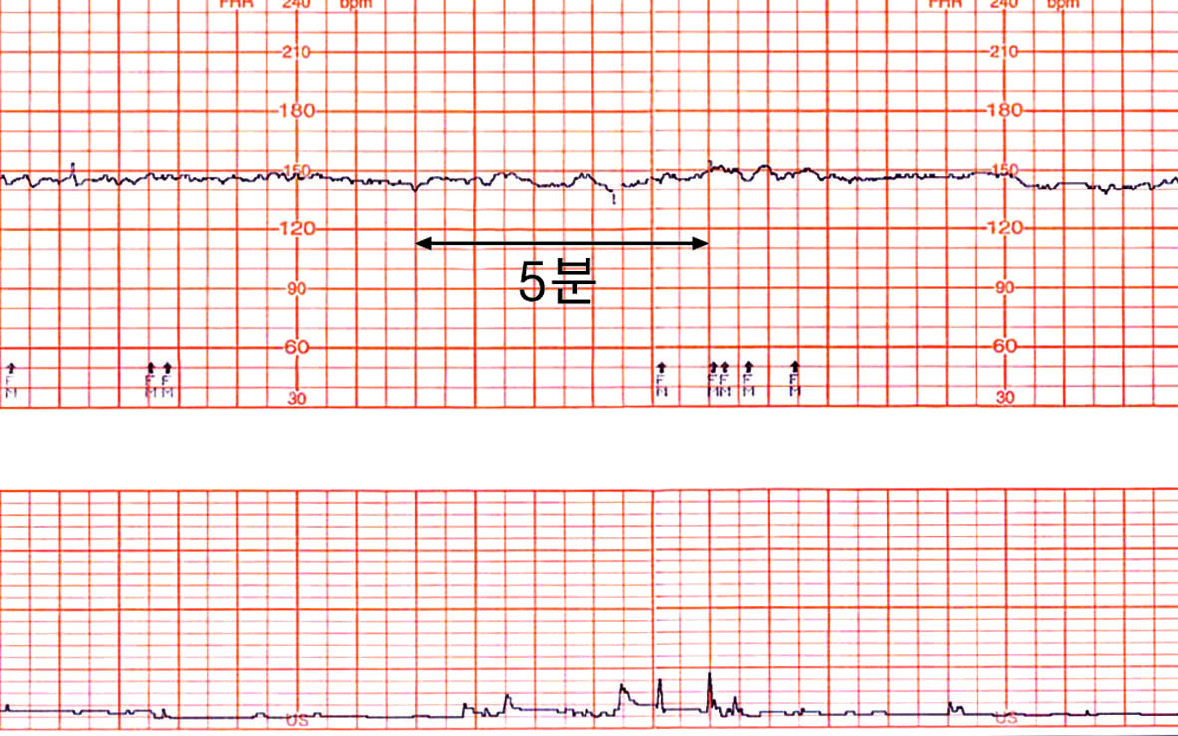 FHR 240 bpm FHR 240 bpm
210 210
180 180
150 150
120 120
5분
90 90
60 60
FM FM FM FM FM FM FM FM
30 30
US US